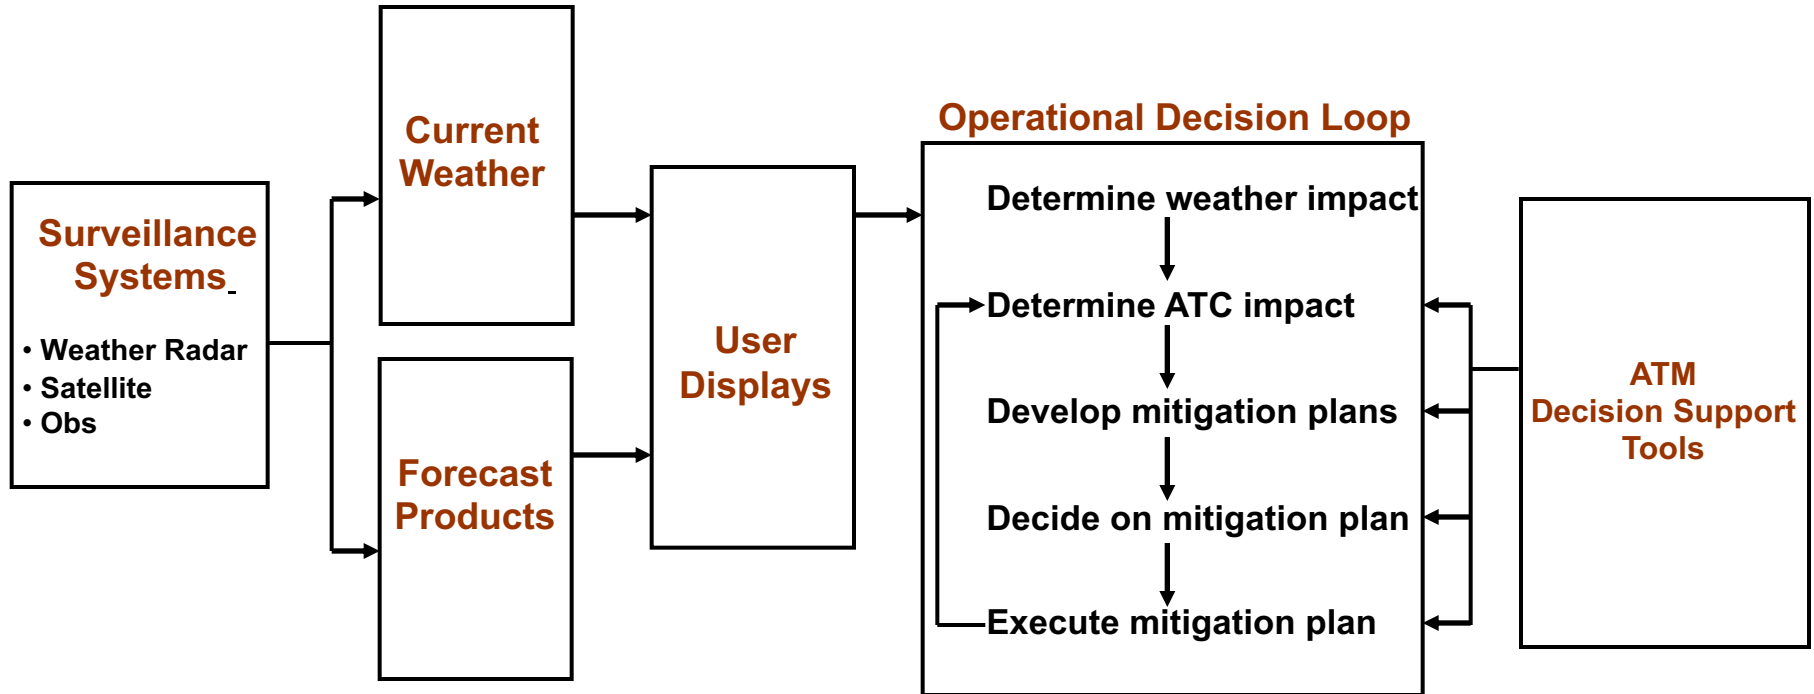 Surveillance
Systems
• Weather Radar
• Satellite
• Obs
Current
Weather
Forecast
Products
User
Displays
Operational Decision Loop
Determine weather impact
Determine ATC impact
Develop mitigation plans
Decide on mitigation plan
Execute mitigation plan
ATM
Decision Support
Tools